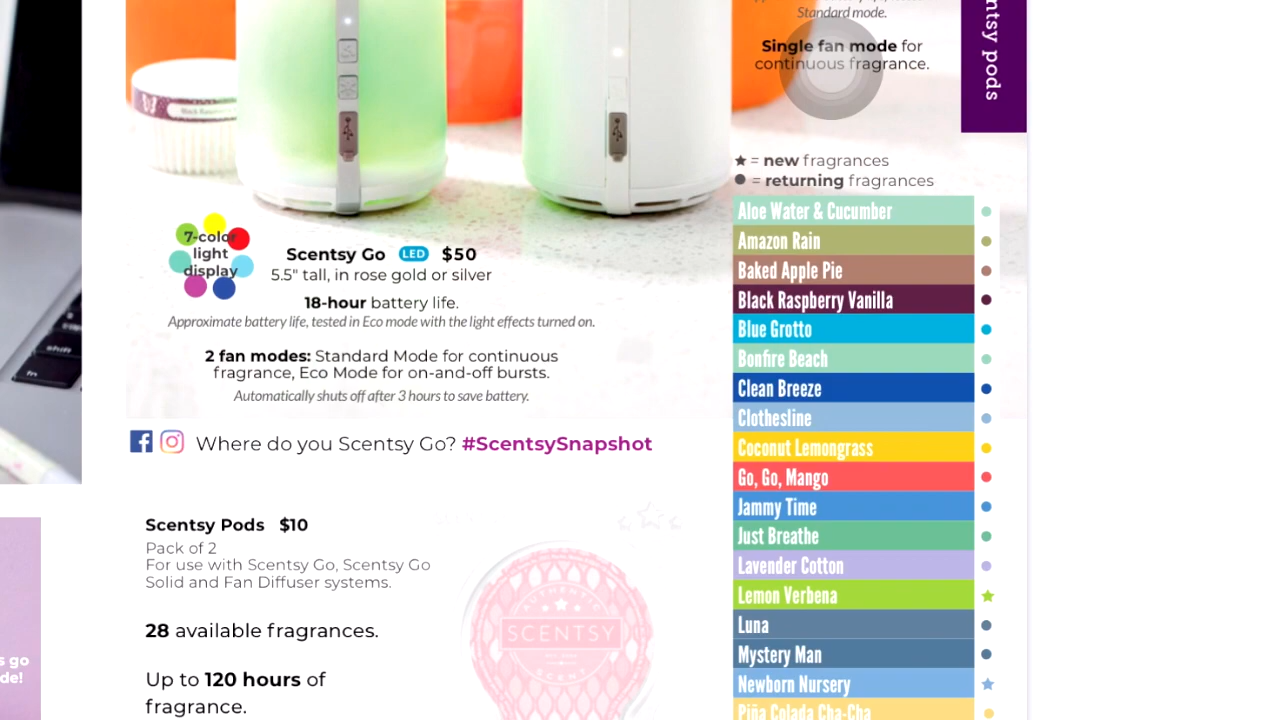 Standard mode.
Single fan mode for
continuous fragrance.
ntsy pods
★ = new fragrances
● = returning fragrances
7-color
light
display
Scentsy Go LED $50
5.5" tall, in rose gold or silver
18-hour battery life.
Approximate battery life, tested in Eco mode with the light effects turned on.
2 fan modes: Standard Mode for continuous
fragrance, Eco Mode for on-and-off bursts.
Automatically shuts off after 3 hours to save battery.
Where do you Scentsy Go? #ScentsySnapshot
Scentsy Pods $10
Pack of 2
For use with Scentsy Go, Scentsy Go
Solid and Fan Diffuser systems.
28 available fragrances.
Up to 120 hours of
fragrance.
AUTHENTIC
SCENTSY
Aloe Water & Cucumber
Amazon Rain
Baked Apple Pie
Black Raspberry Vanilla
Blue Grotto
Bonfire Beach
Clean Breeze
Clothesline
Coconut Lemongrass
Go, Go, Mango
Jammy Time
Just Breathe
Lavender Cotton
Lemon Verbena
Luna
Mystery Man
Newborn Nursery
Piña Colada Cha-Cha
shift
s go
de!